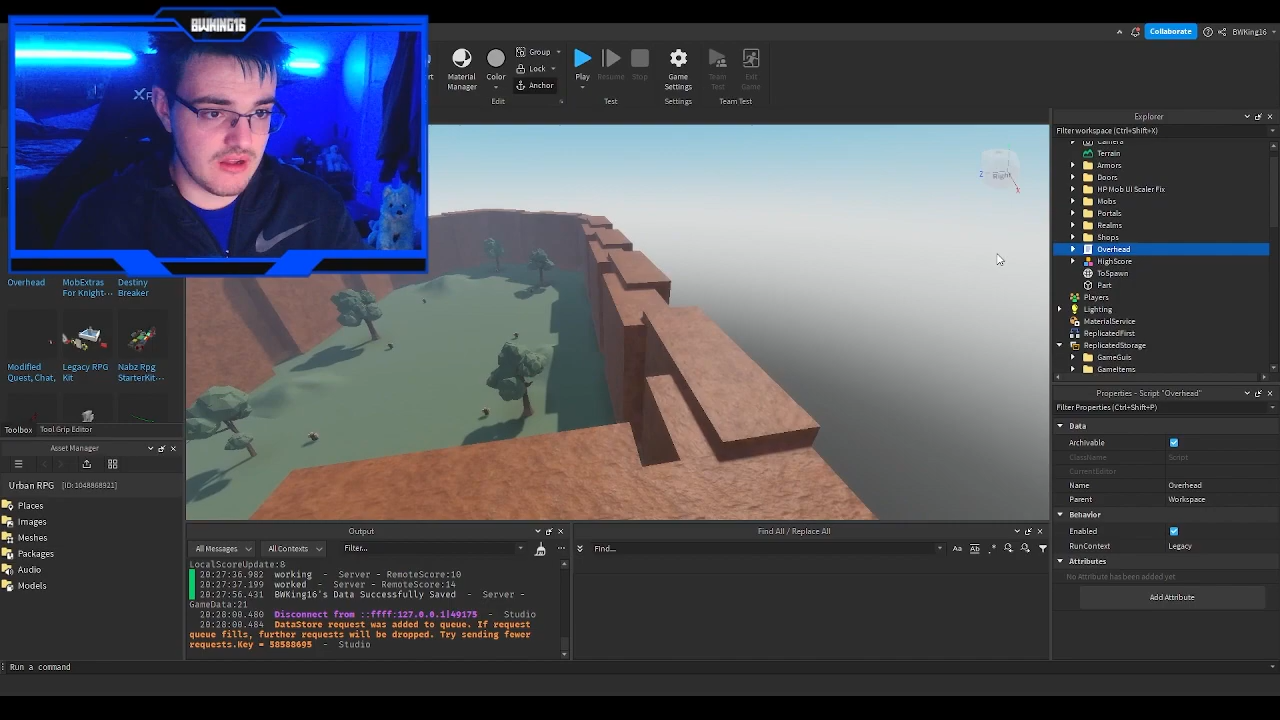 BWKING16
Collaborate
BWKing16
Material
Manager
Color
Group
Lock
Anchor
Edit
Play
Resume
Stop
Test
Game
Settings
Settings
Team
Test
Exit
Game
Team Test
Explorer
Filter workspace (Ctrl+Shift+X)
Camera
Terrain
Armors
Doors
HP Mob UI Scaler Fix
Mobs
Portals
Realms
Shops
Overhead
HighScore
ToSpawn
Part
Players
Lighting
MaterialService
ReplicatedFirst
ReplicatedStorage
GameGuis
GameItems
Right
Z
X
Overhead
MobExtras
For Knight...
Destiny
Breaker
Modified
Quest, Chat,
Legacy RPG
Kit
Nabz Rpg
StarterKit...
Toolbox
Tool Grip Editor
Asset Manager
Urban RPG [ID:1048868921]
Places
Images
Meshes
Packages
Audio
Models
Properties - Script "Overhead"
Filter Properties (Ctrl+Shift+P)
Data
Archivable
ClassName Script
CurrentEditor
Name Overhead
Parent Workspace
Behavior
Enabled
RunContext Legacy
Attributes
No Attribute has been added yet
Add Attribute
Output
All Messages
All Contexts
Filter...
LocalScoreUpdate:8
20:27:36.982 working - Server - RemoteScore:10
20:27:37.199 worked - Server - RemoteScore:14
20:27:56.431 BWKing16's Data Successfully Saved - Server -
GameData:21
20:28:00.480 Disconnect from ::ffff:127.0.0.1|49175 - Studio
20:28:00.484 DataStore request was added to queue. If request
queue fills, further requests will be dropped. Try sending fewer
requests.Key = 58588695 - Studio
Find All / Replace All
Find...
Aa
Ab
.*
Run a command